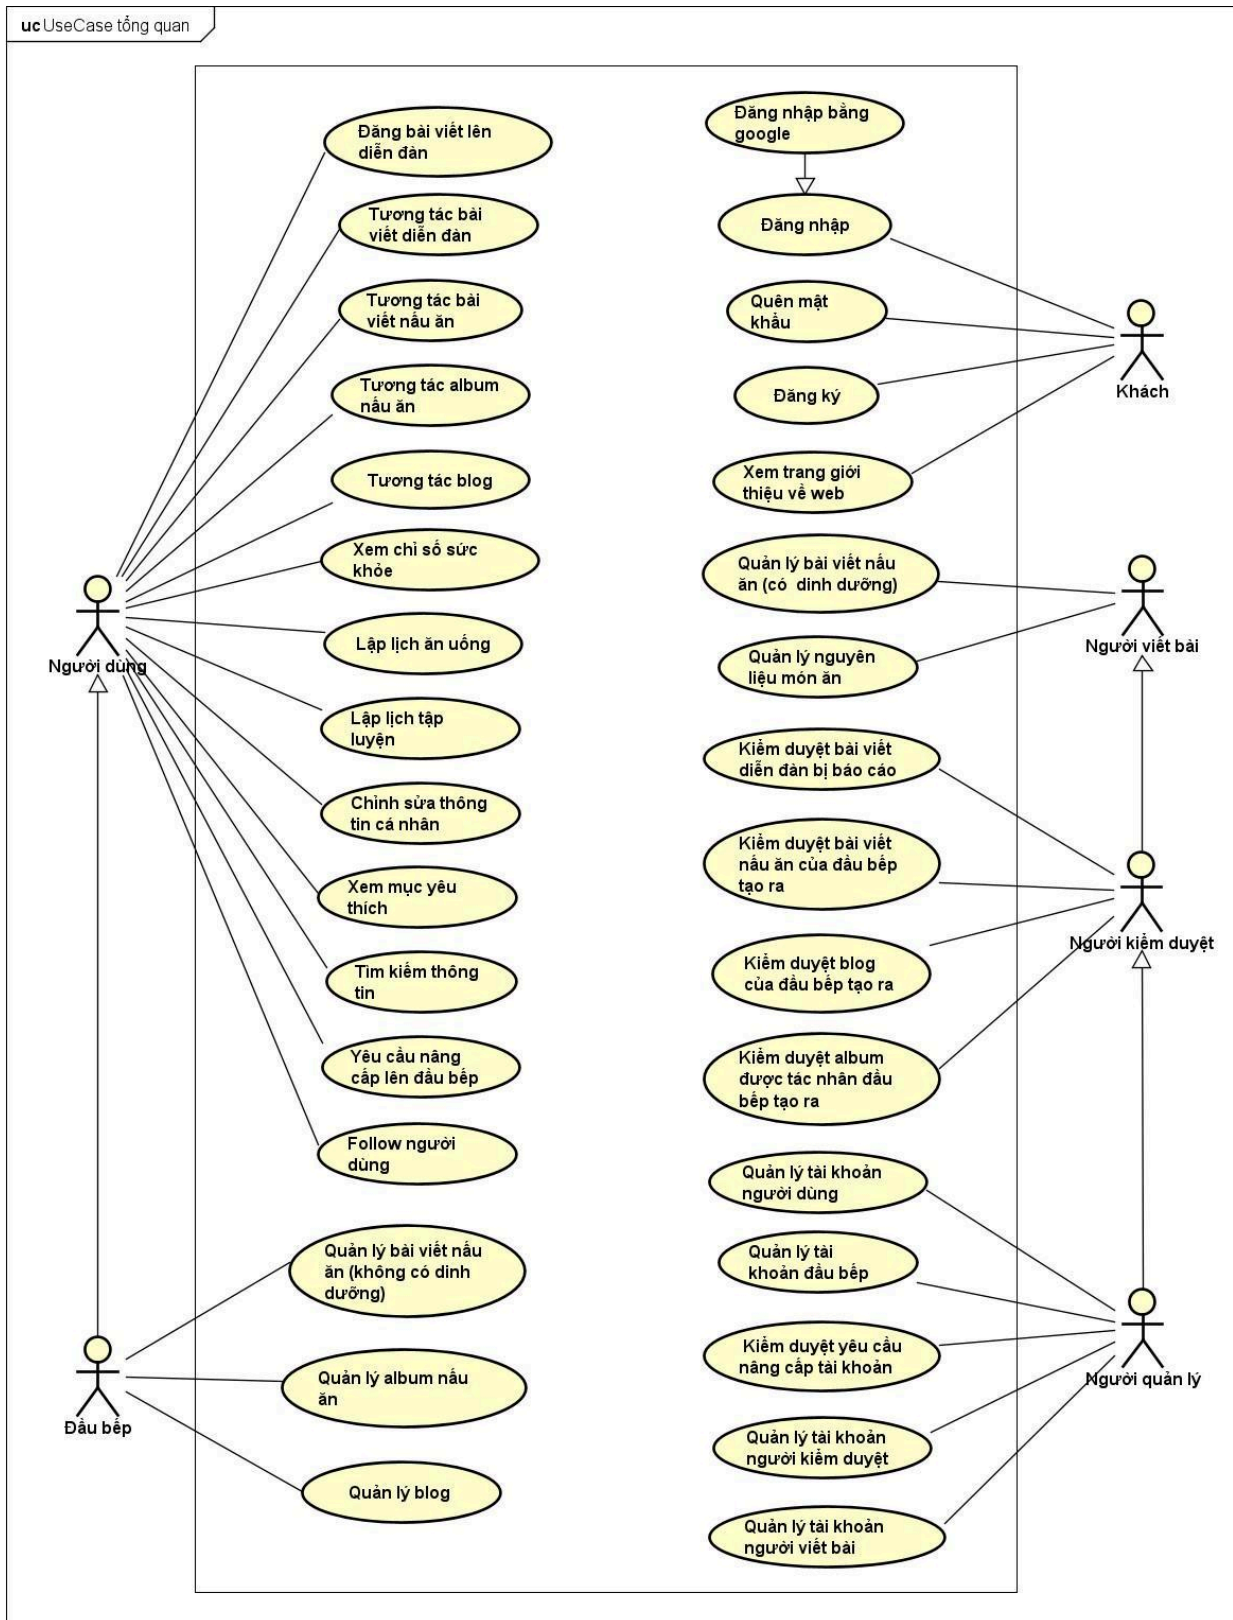 uc UseCase tổng quan
Đăng bài viết lên
diễn đàn
Tương tác bài
viết diễn đàn
Tương tác bài
viết nấu ăn
Tương tác album
nấu ăn
Tương tác blog
Xem chỉ số sức
khỏe
Lập lịch ăn uống
Lập lịch tập
luyện
Chỉnh sửa thông
tin cá nhân
Xem mục yêu
thích
Tìm kiếm thông
tin
Yêu cầu nâng
cấp lên đầu bếp
Follow người
dùng
Người dùng
Quản lý bài viết nấu
ăn (không có dinh
dưỡng)
Quản lý album nấu
ăn
Quản lý blog
Đầu bếp
Đăng nhập bằng
google
Đăng nhập
Quên mật
khẩu
Đăng ký
Xem trang giới
thiệu về web
Khách
Quản lý bài viết nấu
ăn (có dinh dưỡng)
Quản lý nguyên
liệu món ăn
Người viết bài
Kiểm duyệt bài viết
diễn đàn bị báo cáo
Kiểm duyệt bài viết
nấu ăn của đầu bếp
tạo ra
Kiểm duyệt blog
của đầu bếp tạo ra
Kiểm duyệt album
được tác nhân đầu
bếp tạo ra
Người kiểm duyệt
Quản lý tài khoản
người dùng
Quản lý tài
khoản đầu bếp
Kiểm duyệt yêu cầu
nâng cấp tài khoản
Quản lý tài khoản
người kiểm duyệt
Quản lý tài khoản
người viết bài
Người quản lý